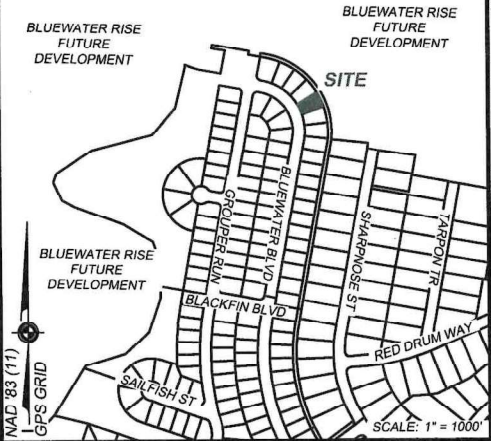 BLUEWATER RISE
FUTURE
DEVELOPMENT
BLUEWATER RISE
FUTURE
DEVELOPMENT
SITE
BLUEWATER BLVD
GROUPER RUN
SHARPNOSE ST
TARPON TR
BLUEWATER RISE
FUTURE
DEVELOPMENT
BLACKFIN BLVD
RED DRUM WAY
SAILFISH ST
NAD '83 (11)
GPS GRID
SCALE: 1" = 1000'